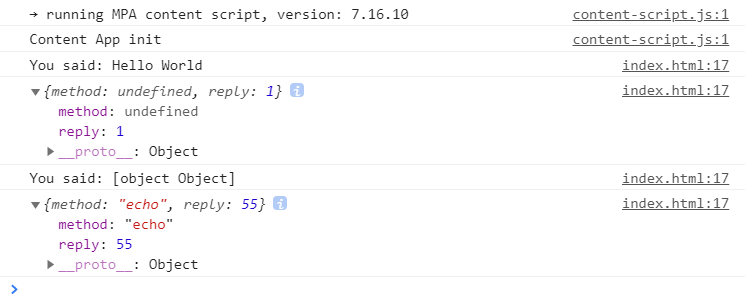 → running MPA content script, version: 7.16.10 content-script.js:1
Content App init content-script.js:1
You said: Hello World index.html:17
▼{method: undefined, reply: 1} i index.html:17
method: undefined
reply: 1
▶__proto__: Object
You said: [object Object] index.html:17
▼{method: "echo", reply: 55} i index.html:17
method: "echo"
reply: 55
▶__proto__: Object
>